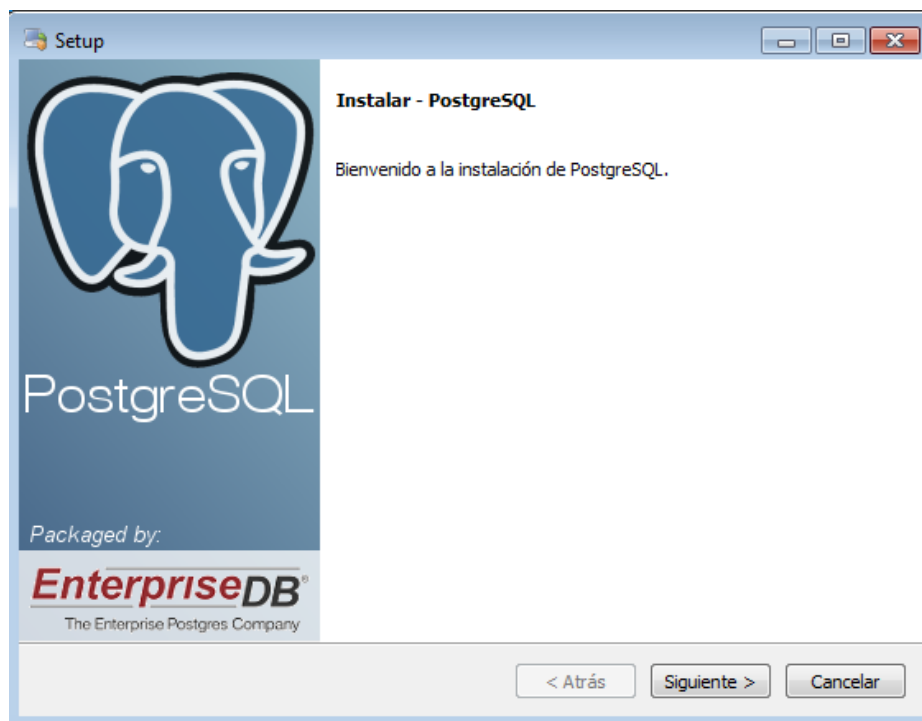 Setup
Instalar - PostgreSQL
Bienvenido a la instalación de PostgreSQL.
PostgreSQL
Packaged by:
EnterpriseDB®
The Enterprise Postgres Company
< Atrás
Siguiente >
Cancelar